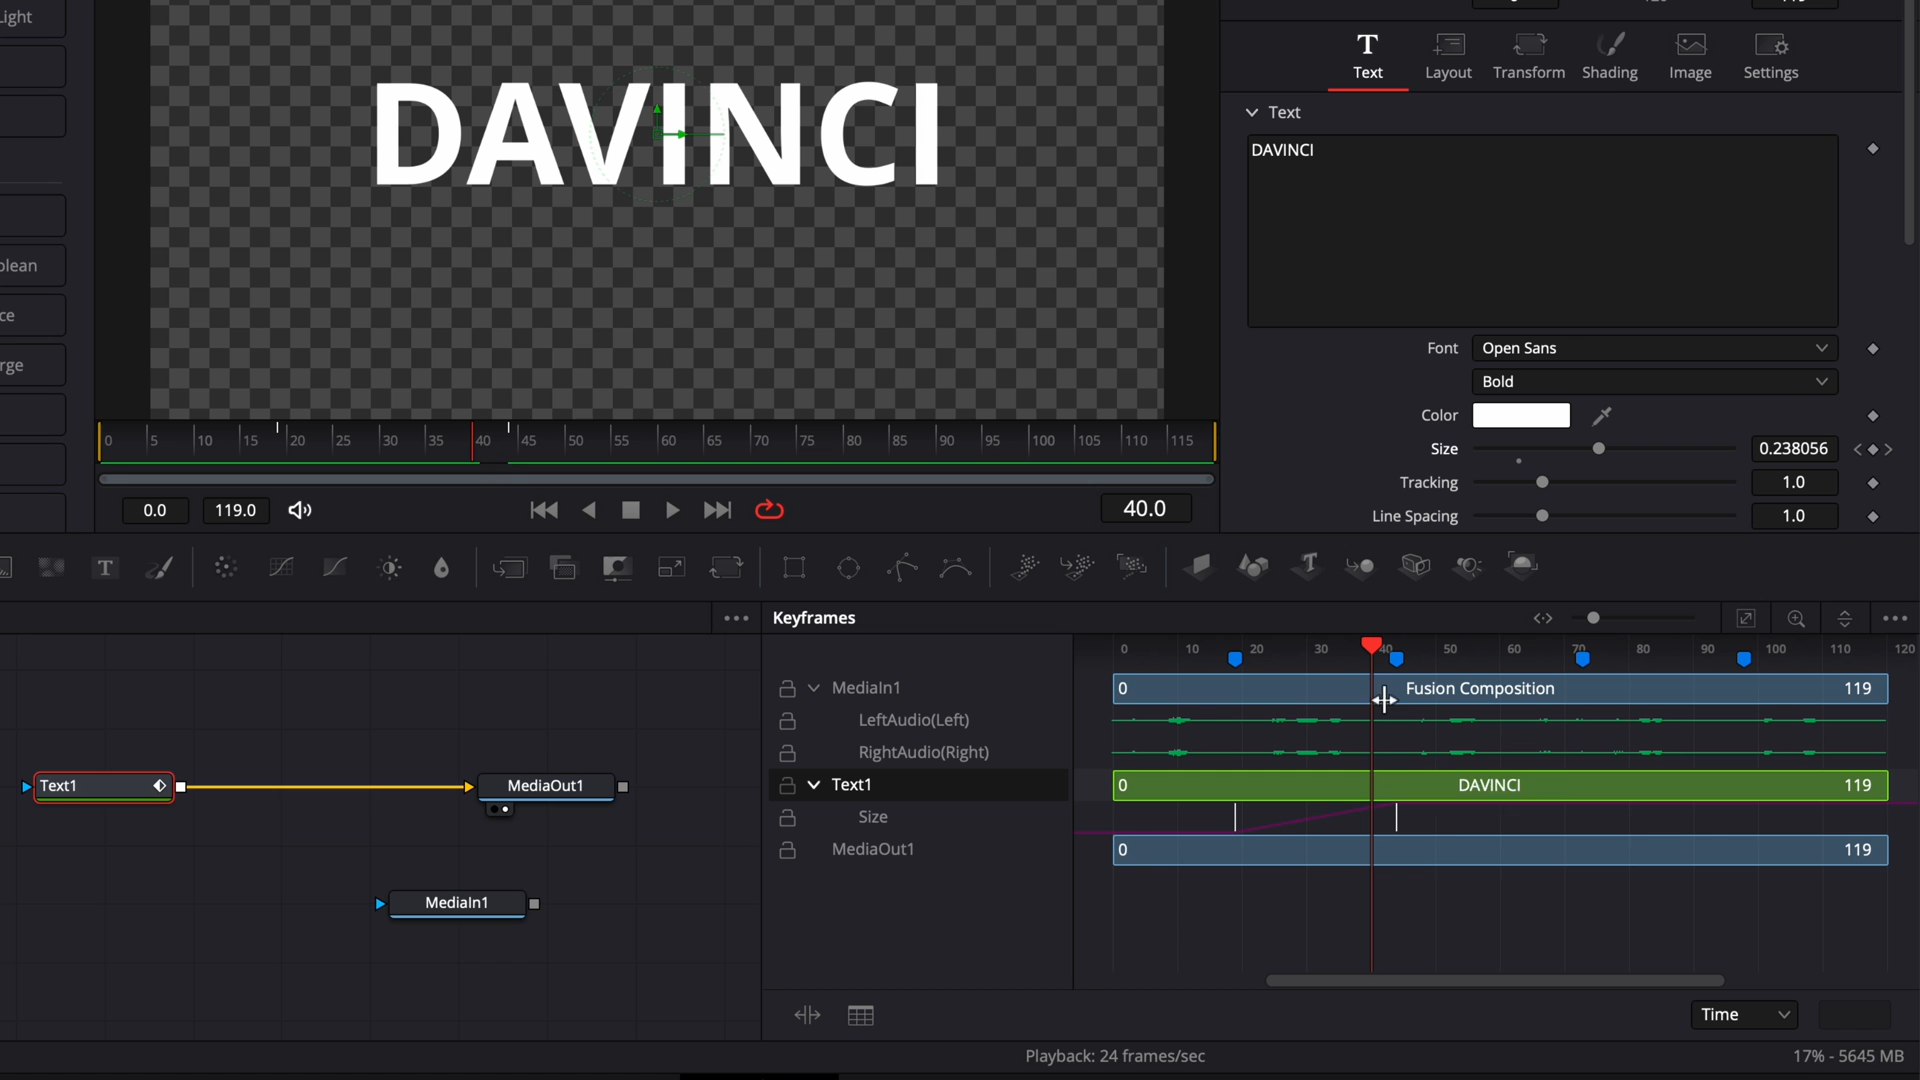 Light
DAVINCI
Text
Layout
Transform
Shading
Image
Settings
Text
DAVINCI
Font
Open Sans
Bold
Color
Size
0.238056
Tracking
1.0
Line Spacing
1.0
olean
ce
rge
0 5 10 15 20 25 30 35 40 45 50 55 60 65 70 75 80 85 90 95 100 105 110 115
0.0
119.0
40.0
Keyframes
0 10 20 30 40 50 60 70 80 90 100 110 120
MediaIn1
0 Fusion Composition 119
LeftAudio(Left)
RightAudio(Right)
Text1
0 DAVINCI 119
Size
MediaOut1
0 119
Text1
MediaOut1
MediaIn1
Time
Playback: 24 frames/sec
17% - 5645 MB